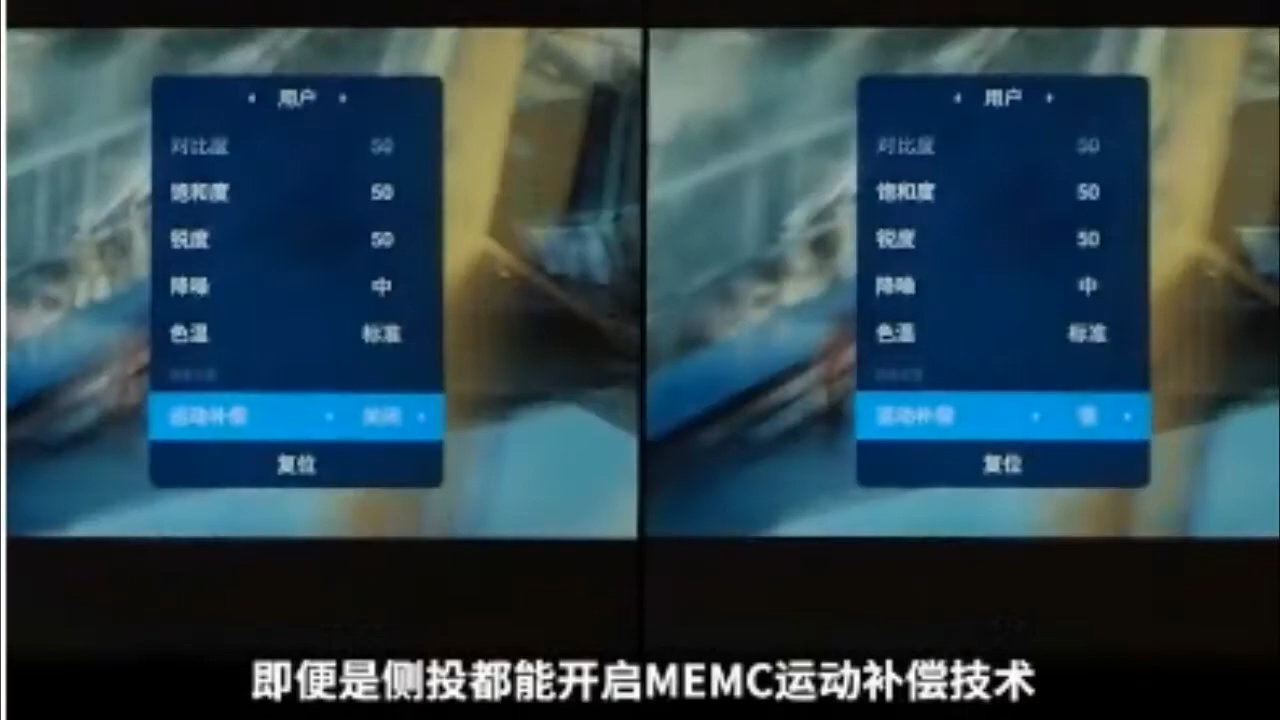 用户
对比度 50
饱和度 50
锐度 50
降噪 中
色温 标准
运动补偿 关闭
复位
用户
对比度 50
饱和度 50
锐度 50
降噪 中
色温 标准
运动补偿 强
复位
即便是侧投都能开启MEMC运动补偿技术